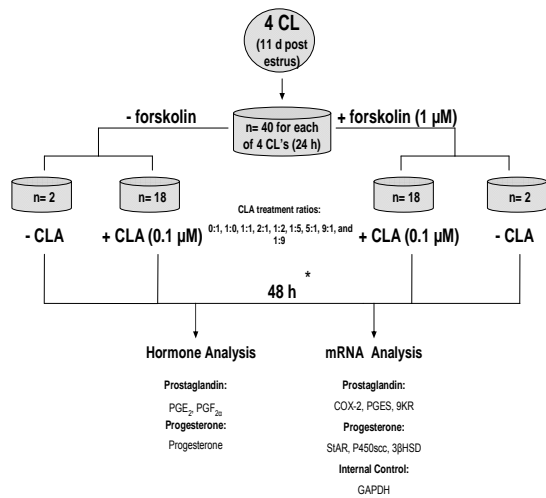 4 CL
(11 d post
estrus)
- forskolin
+ forskolin (1 µM)
n= 40 for each
of 4 CL's (24 h)
n= 2
n= 18
n= 18
n= 2
- CLA
+ CLA (0.1 µM)
CLA treatment ratios:
0:1, 1:0, 1:1, 2:1, 1:2, 1:5, 5:1, 9:1, and
1:9
+ CLA (0.1 µM)
- CLA
48 h *
Hormone Analysis
Prostaglandin:
PGE2, PGF2α
Progesterone:
Progesterone
mRNA Analysis
Prostaglandin:
COX-2, PGES, 9KR
Progesterone:
StAR, P450scc, 3βHSD
Internal Control:
GAPDH